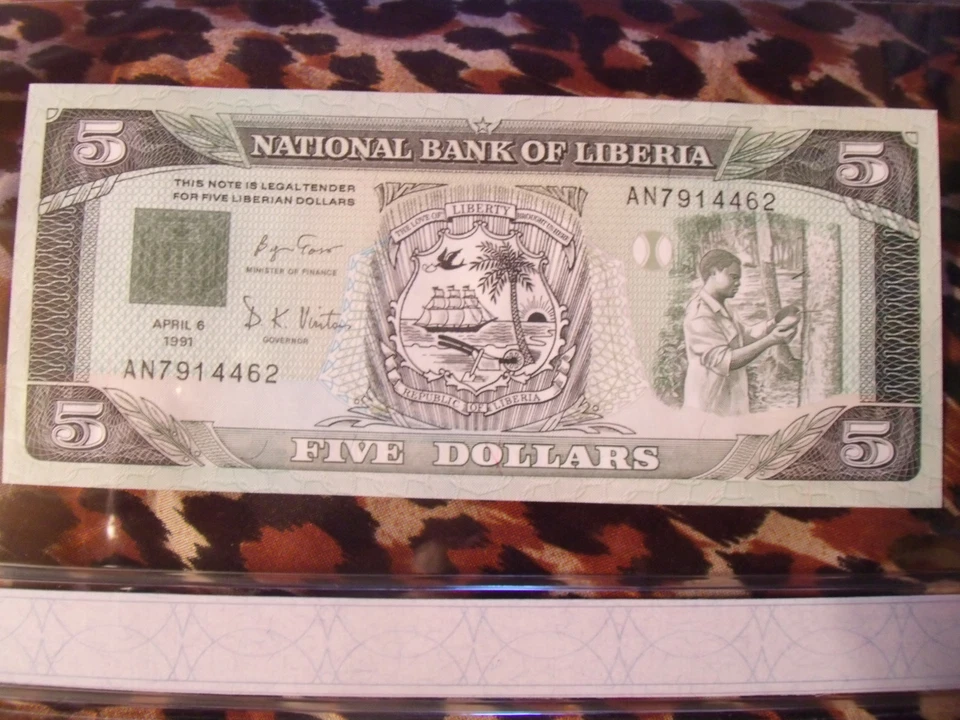 5 NATIONAL BANK OF LIBERIA 5
THIS NOTE IS LEGAL TENDER
FOR FIVE LIBERIAN DOLLARS
AN7914462
THE LOVE OF LIBERTY BROUGHT US HERE
MINISTER OF FINANCE
APRIL 6
1991
GOVERNOR
AN7914462
REPUBLIC OF LIBERIA
5 FIVE DOLLARS 5